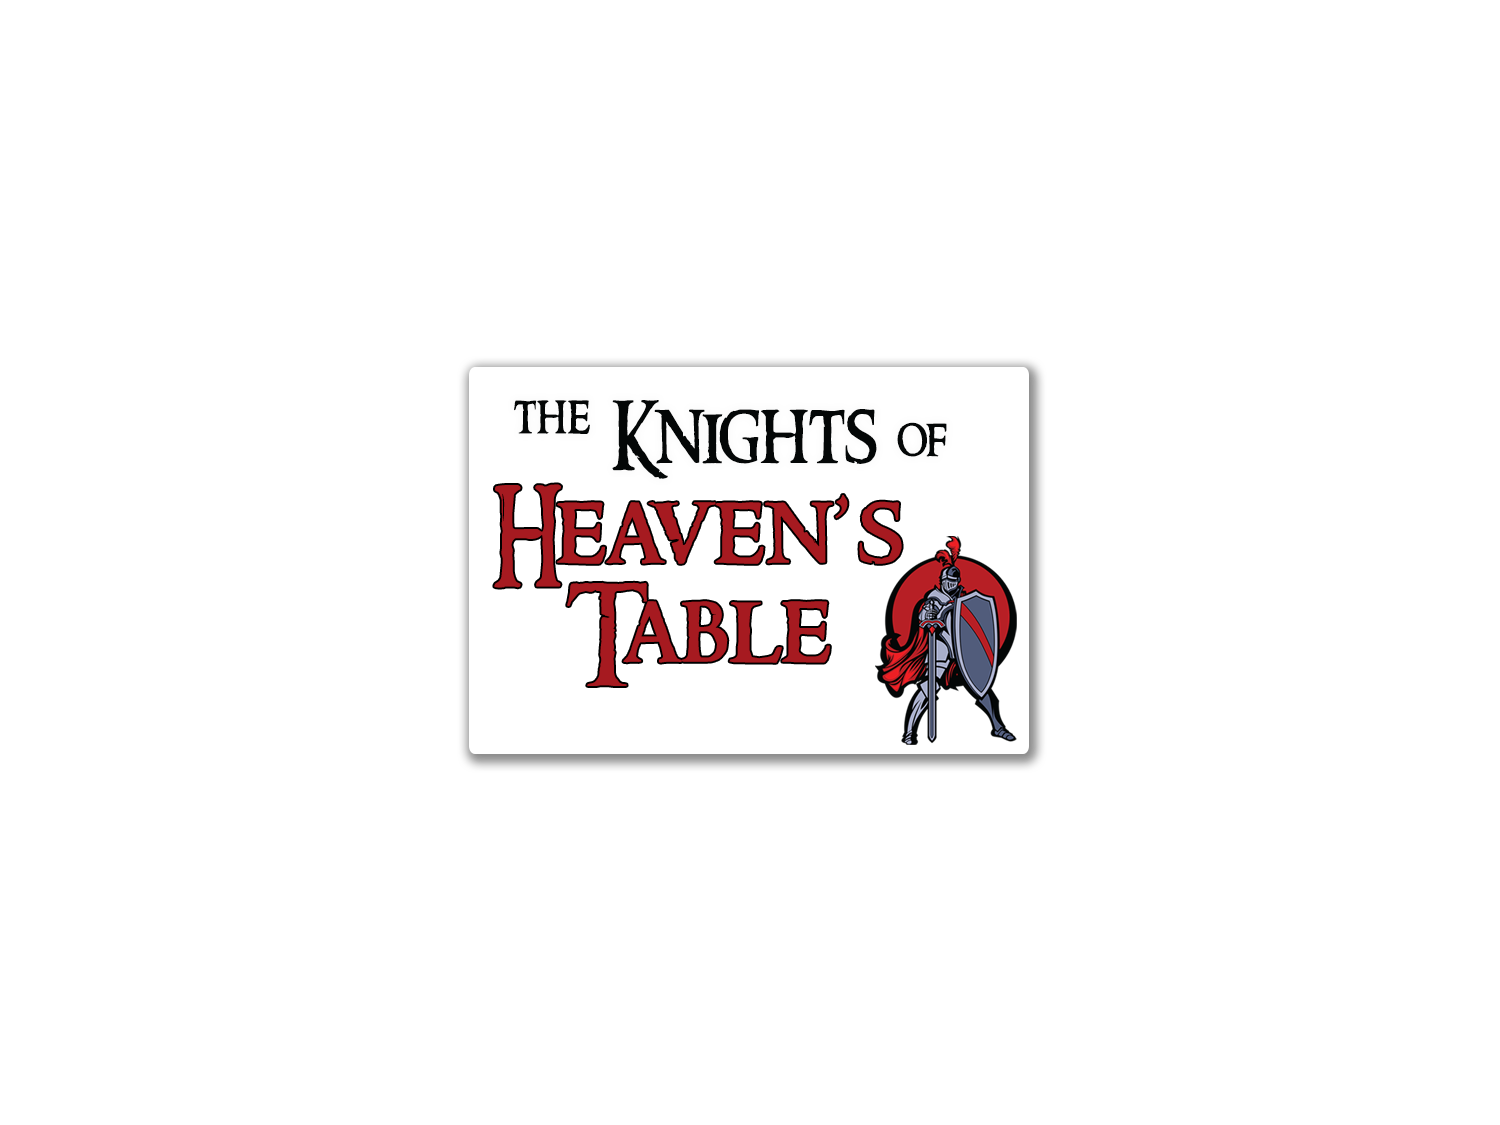 THE KNIGHTS OF
HEAVEN'S
TABLE